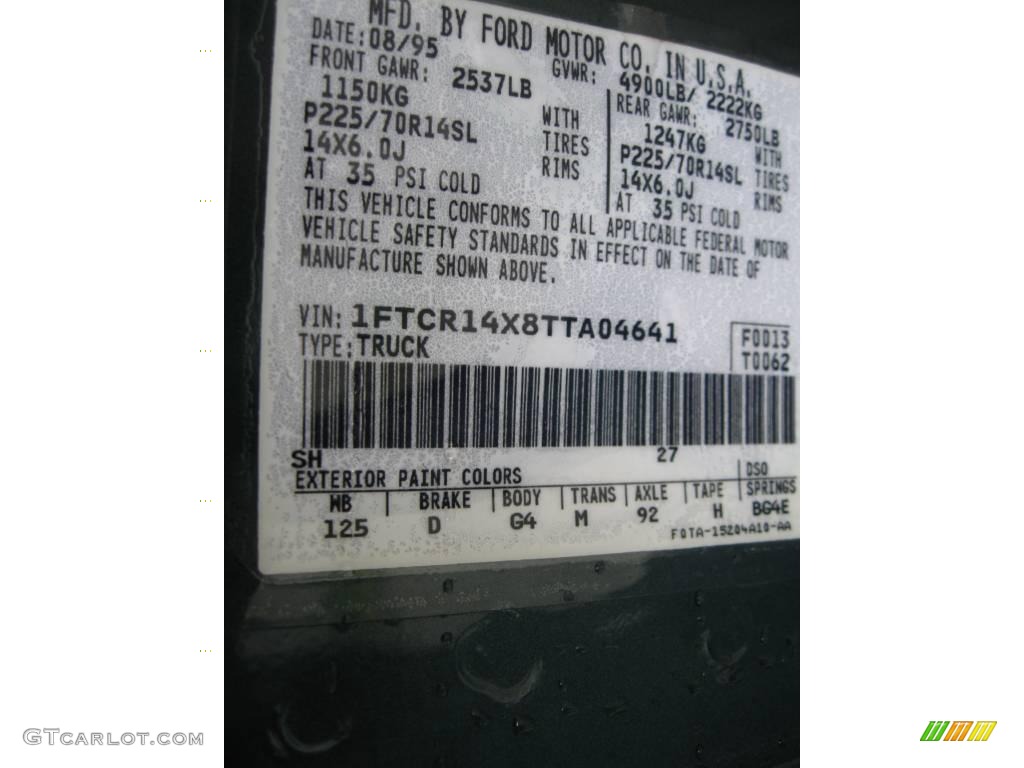 MFD. BY FORD MOTOR CO. IN U.S.A.
DATE: 08/95 GVWR: 4900LB/ 2222KG
FRONT GAWR: 2537LB REAR GAWR: 2750LB
1150KG WITH 1247KG WITH
P225/70R14SL TIRES P225/70R14SL TIRES
14X6.0J RIMS 14X6.0J RIMS
AT 35 PSI COLD AT 35 PSI COLD
THIS VEHICLE CONFORMS TO ALL APPLICABLE FEDERAL MOTOR
VEHICLE SAFETY STANDARDS IN EFFECT ON THE DATE OF
MANUFACTURE SHOWN ABOVE.
VIN: 1FTCR14X8TTA04641 F0013
TYPE: TRUCK T0062
SH 27
EXTERIOR PAINT COLORS DSO
WB BRAKE BODY TRANS AXLE TAPE SPRINGS
125 D G4 M 92 H BG4E
F0TA-15204A10-AA
GTCARLOT.COM